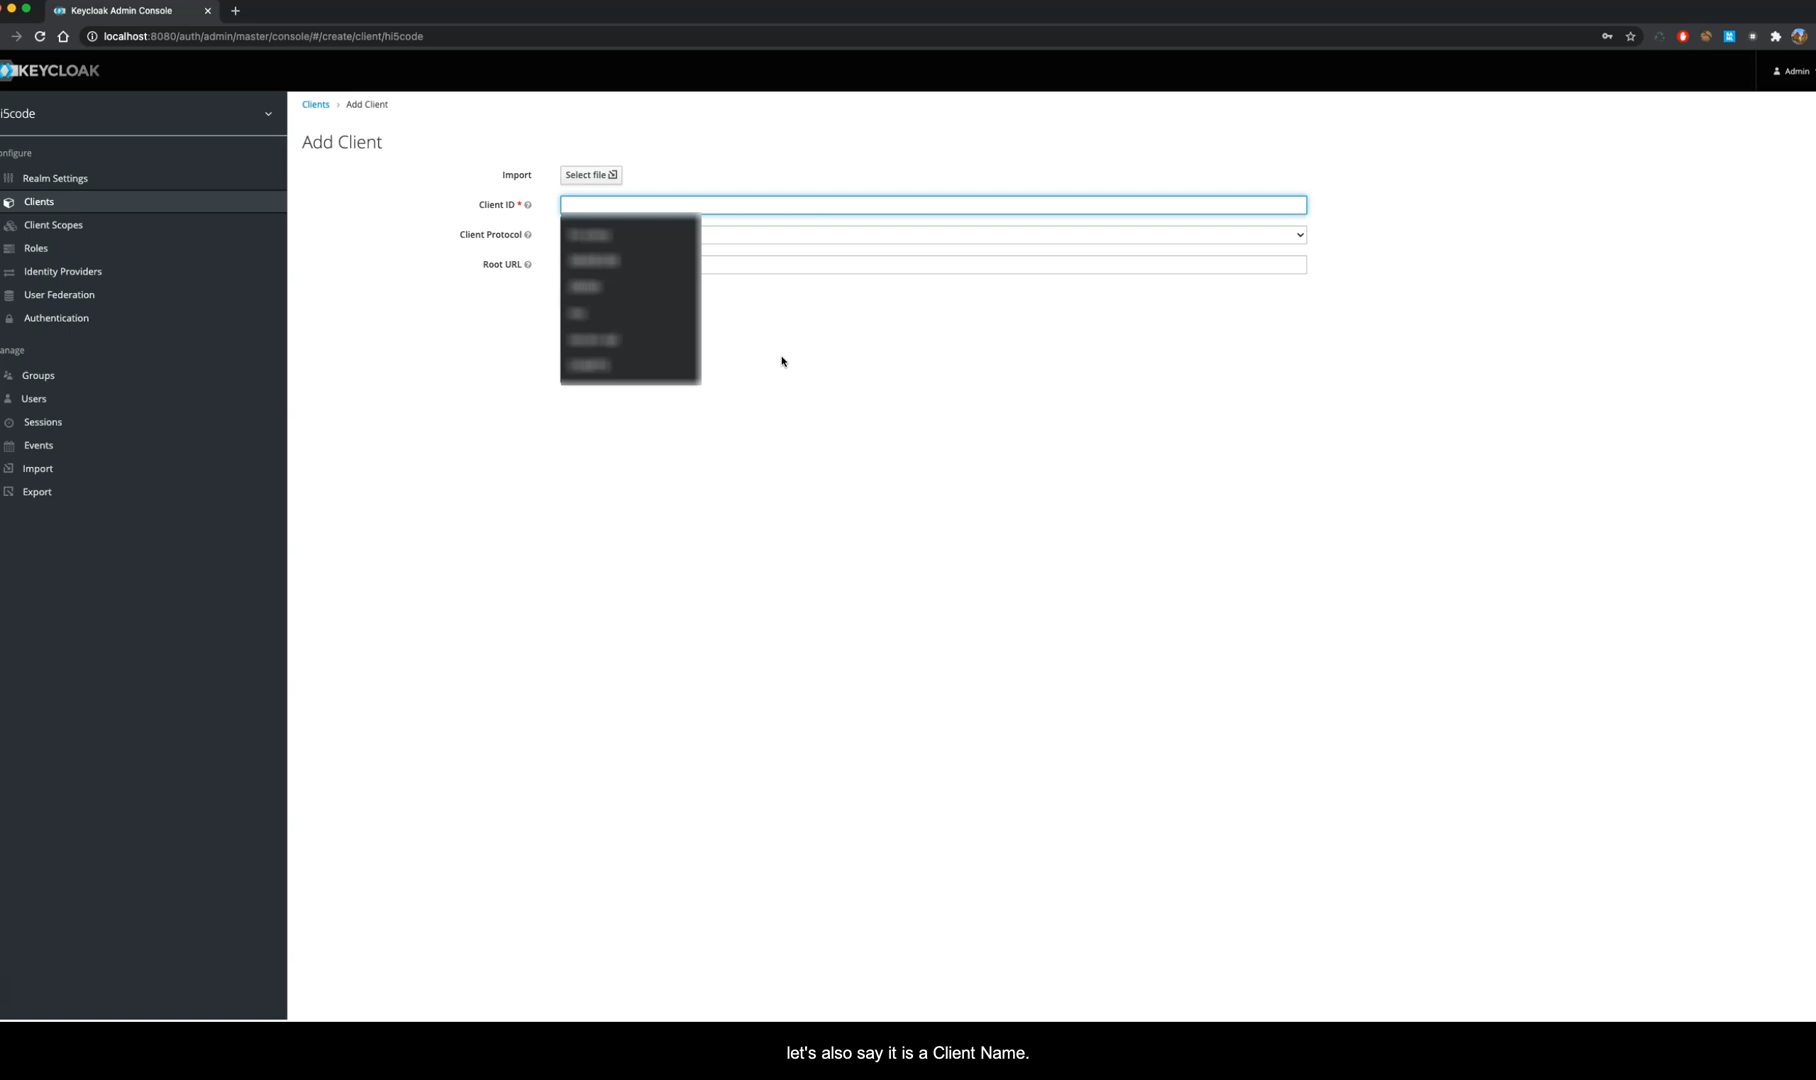 Keycloak Admin Console
localhost:8080/auth/admin/master/console/#/create/client/hi5code
KEYCLOAK
Admin
i5code
Clients > Add Client
onfigure
Add Client
Realm Settings
Import
Select file
Clients
Client ID *
Client Scopes
Client Protocol
Roles
Root URL
Identity Providers
User Federation
Authentication
anage
Groups
Users
Sessions
Events
Import
Export
let's also say it is a Client Name.